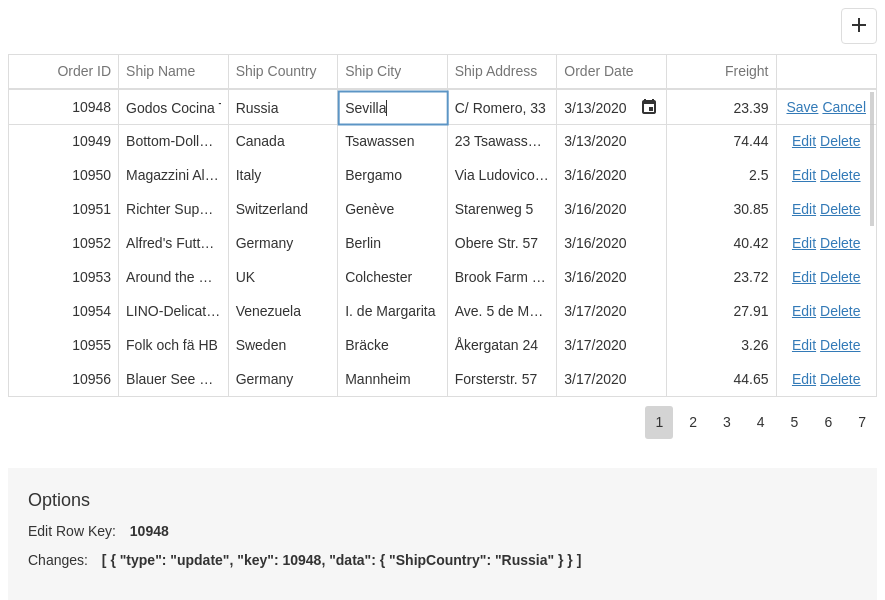 Order ID Ship Name Ship Country Ship City Ship Address Order Date Freight
10948 Godos Cocina Russia Sevilla C/ Romero, 33 3/13/2020 23.39 Save Cancel
10949 Bottom-Doll… Canada Tsawassen 23 Tsawass… 3/13/2020 74.44 Edit Delete
10950 Magazzini Al… Italy Bergamo Via Ludovico… 3/16/2020 2.5 Edit Delete
10951 Richter Sup… Switzerland Genève Starenweg 5 3/16/2020 30.85 Edit Delete
10952 Alfred's Futt… Germany Berlin Obere Str. 57 3/16/2020 40.42 Edit Delete
10953 Around the … UK Colchester Brook Farm … 3/16/2020 23.72 Edit Delete
10954 LINO-Delicat… Venezuela I. de Margarita Ave. 5 de M… 3/17/2020 27.91 Edit Delete
10955 Folk och fä HB Sweden Bräcke Åkergatan 24 3/17/2020 3.26 Edit Delete
10956 Blauer See … Germany Mannheim Forsterstr. 57 3/17/2020 44.65 Edit Delete
1 2 3 4 5 6 7
Options
Edit Row Key: 10948
Changes: [ { "type": "update", "key": 10948, "data": { "ShipCountry": "Russia" } } ]